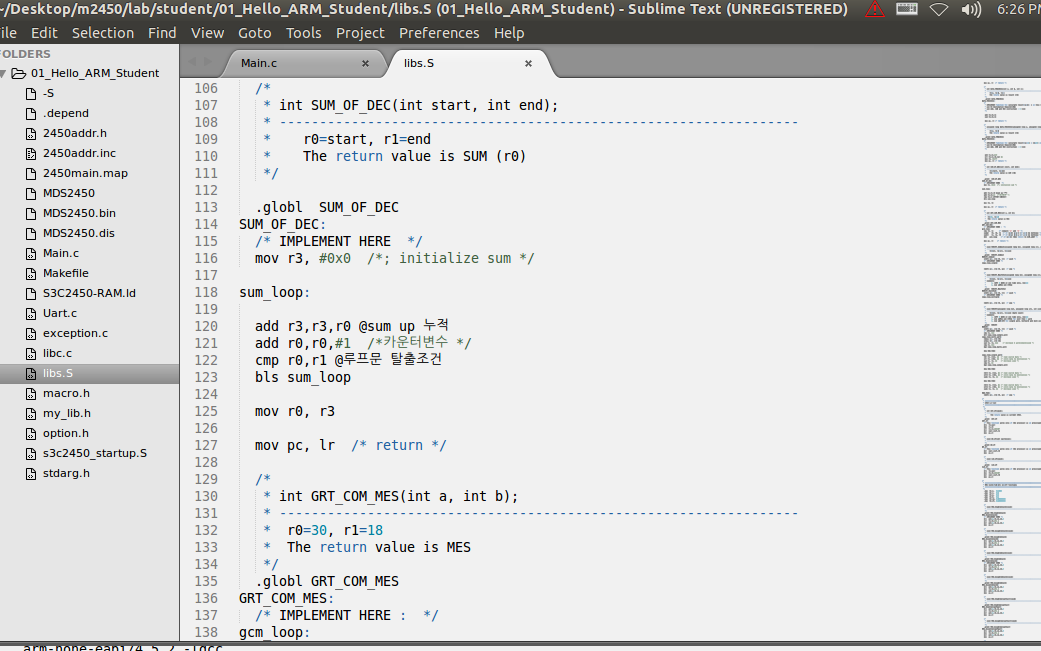 ~/Desktop/m2450/lab/student/01_Hello_ARM_Student/libs.S (01_Hello_ARM_Student) - Sublime Text (UNREGISTERED)
6:26 PM
ile Edit Selection Find View Goto Tools Project Preferences Help
OLDERS
01_Hello_ARM_Student
-S
.depend
2450addr.h
2450addr.inc
2450main.map
MDS2450
MDS2450.bin
MDS2450.dis
Main.c
Makefile
S3C2450-RAM.ld
Uart.c
exception.c
libc.c
libs.S
macro.h
my_lib.h
option.h
s3c2450_startup.S
stdarg.h
Main.c × libs.S ×
106 /*
107 * int SUM_OF_DEC(int start, int end);
108 * -----------------------------------------------------------------
109 * r0=start, r1=end
110 * The return value is SUM (r0)
111 */
112
113 .globl SUM_OF_DEC
114 SUM_OF_DEC:
115 /* IMPLEMENT HERE */
116 mov r3, #0x0 /*; initialize sum */
117
118 sum_loop:
119
120 add r3,r3,r0 @sum up 누적
121 add r0,r0,#1 /*카운터변수 */
122 cmp r0,r1 @루프문 탈출조건
123 bls sum_loop
124
125 mov r0, r3
126
127 mov pc, lr /* return */
128
129 /*
130 * int GRT_COM_MES(int a, int b);
131 * -----------------------------------------------------------------
132 * r0=30, r1=18
133 * The return value is MES
134 */
135 .globl GRT_COM_MES
136 GRT_COM_MES:
137 /* IMPLEMENT HERE : */
138 gcm_loop: